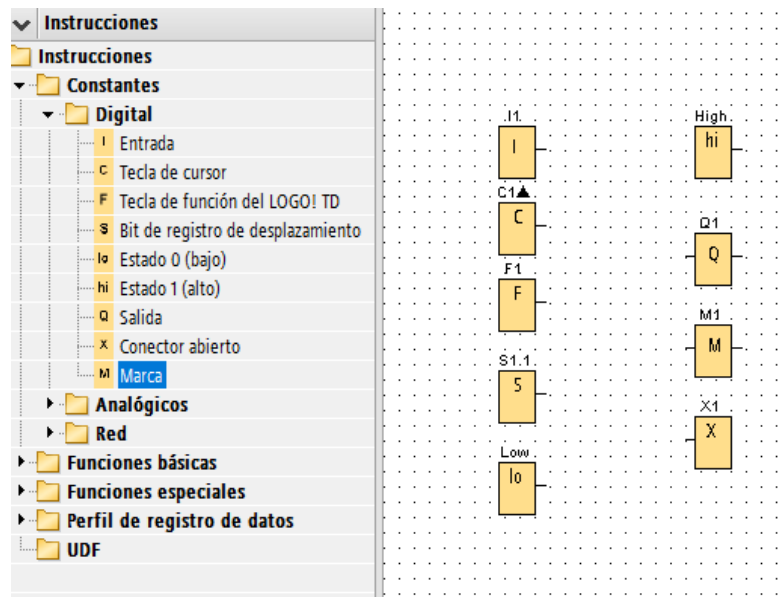 Instrucciones
Instrucciones
Constantes
Digital
I Entrada
C Tecla de cursor
F Tecla de función del LOGO! TD
S Bit de registro de desplazamiento
lo Estado 0 (bajo)
hi Estado 1 (alto)
Q Salida
X Conector abierto
M Marca
Analógicos
Red
Funciones básicas
Funciones especiales
Perfil de registro de datos
UDF
I1
I
C1▲
C
F1
F
S1.1
S
Low
lo
High
hi
Q1
Q
M1
M
X1
X